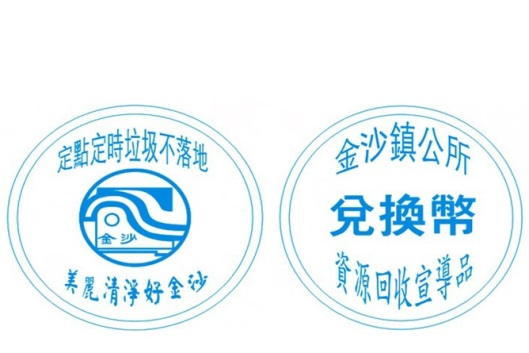 定點定時垃圾不落地
金沙
美麗清淨好金沙
金沙鎮公所
兌換幣
資源回收宣導品